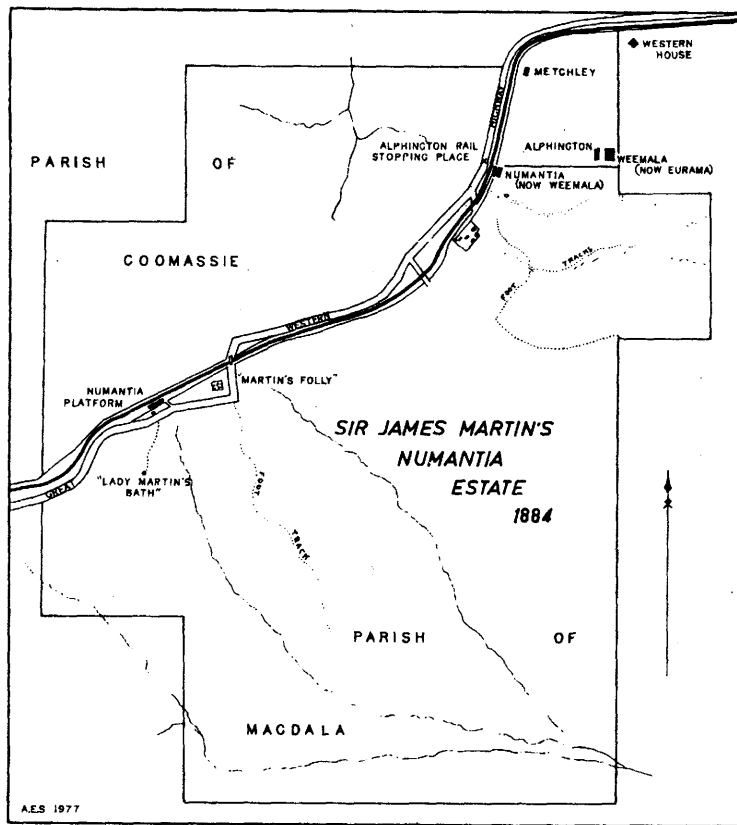 WESTERN
HOUSE
METCHLEY
HIGHWAY
ALPHINGTON RAIL
STOPPING PLACE
ALPHINGTON
WEEMALA
(NOW EURAMA)
NUMANTIA
(NOW WEEMALA)
PARISH OF
COOMASSIE
FOOT TRACKS
WESTERN
"MARTIN'S FOLLY"
NUMANTIA
PLATFORM
SIR JAMES MARTIN'S
NUMANTIA
ESTATE
1884
"LADY MARTIN'S
BATH"
GREAT
FOOT
TRACK
PARISH OF
MAGDALA
A.E.S 1977